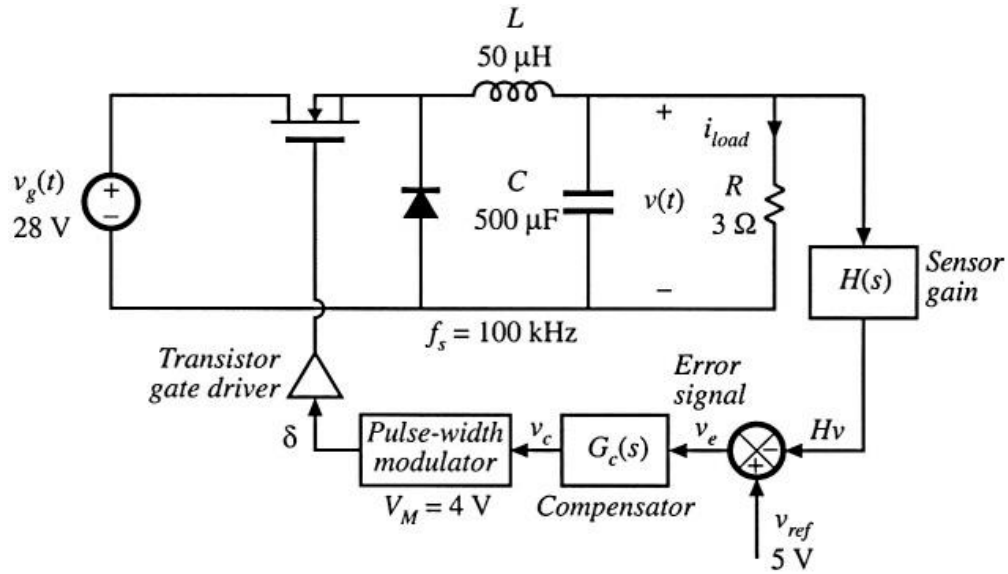 L
50 μH
v_g(t)
28 V
+
−
C
500 μF
+
v(t)
−
i_load
R
3 Ω
H(s)
Sensor
gain
f_s = 100 kHz
Transistor
gate driver
δ
Pulse-width
modulator
V_M = 4 V
v_c
G_c(s)
Compensator
Error
signal
v_e
−
+
Hv
v_ref
5 V